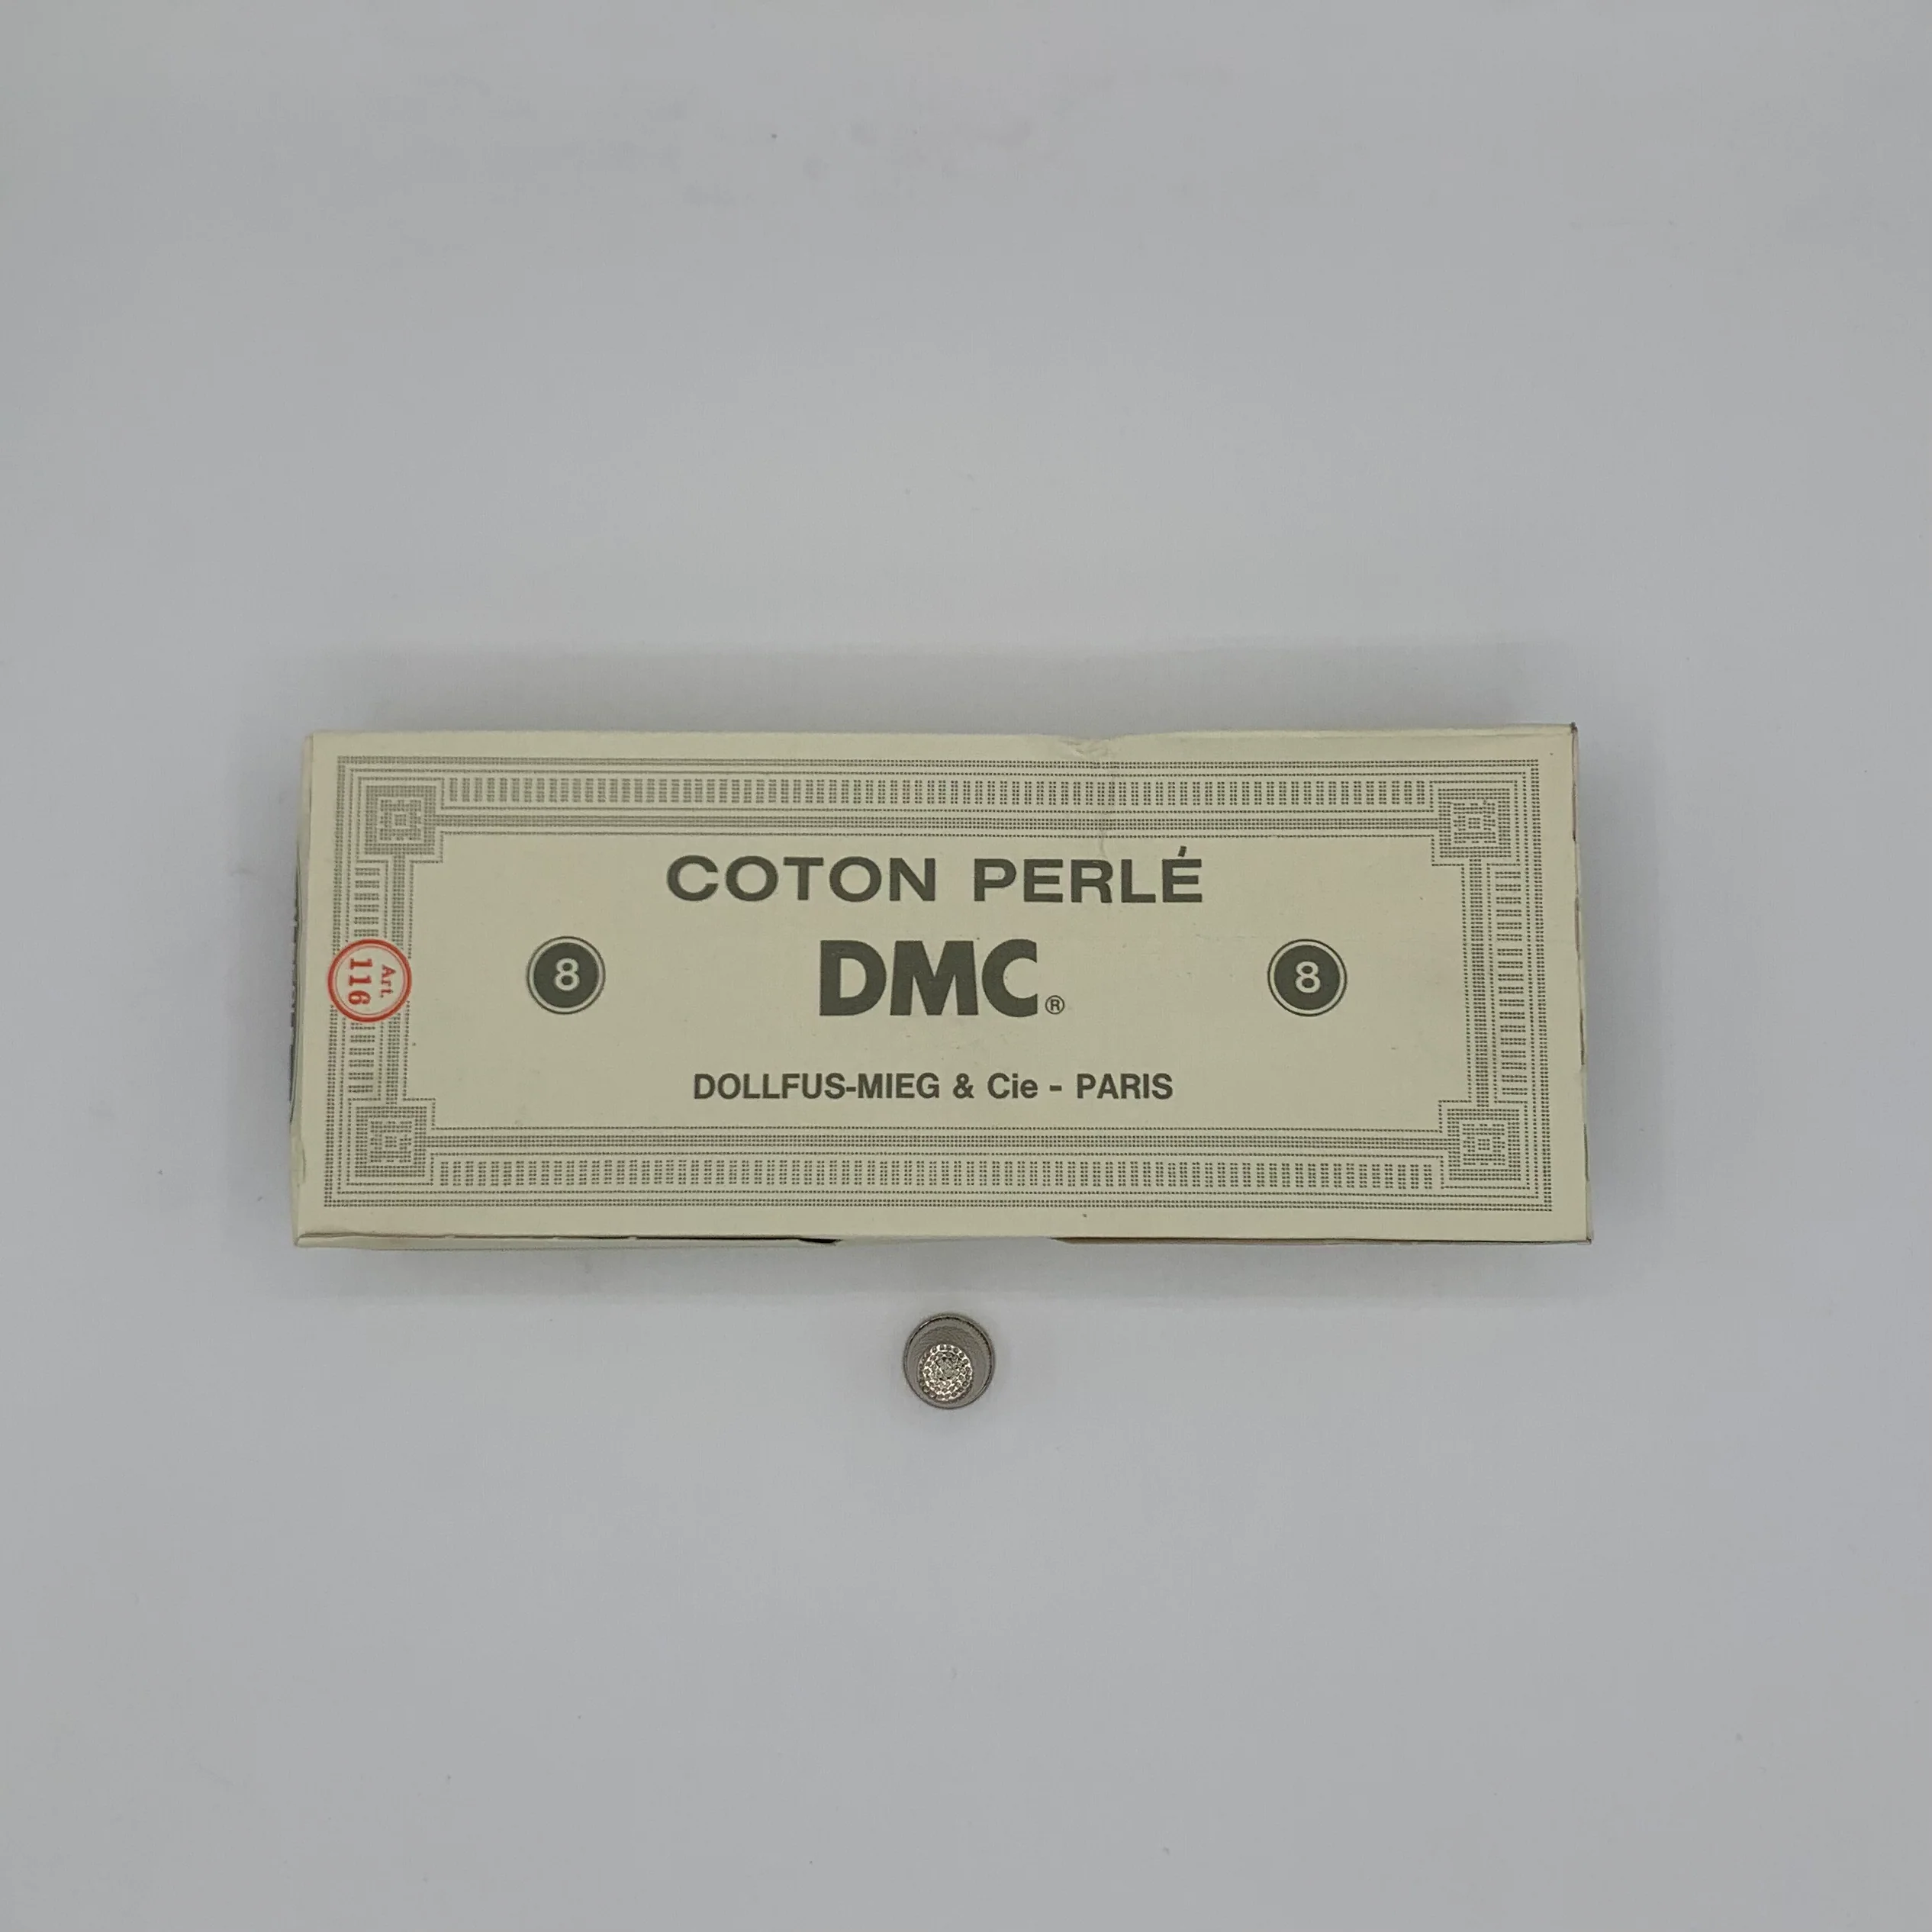 COTON PERLÉ
8 DMC® 8
DOLLFUS-MIEG & Cie - PARIS
Art.
116